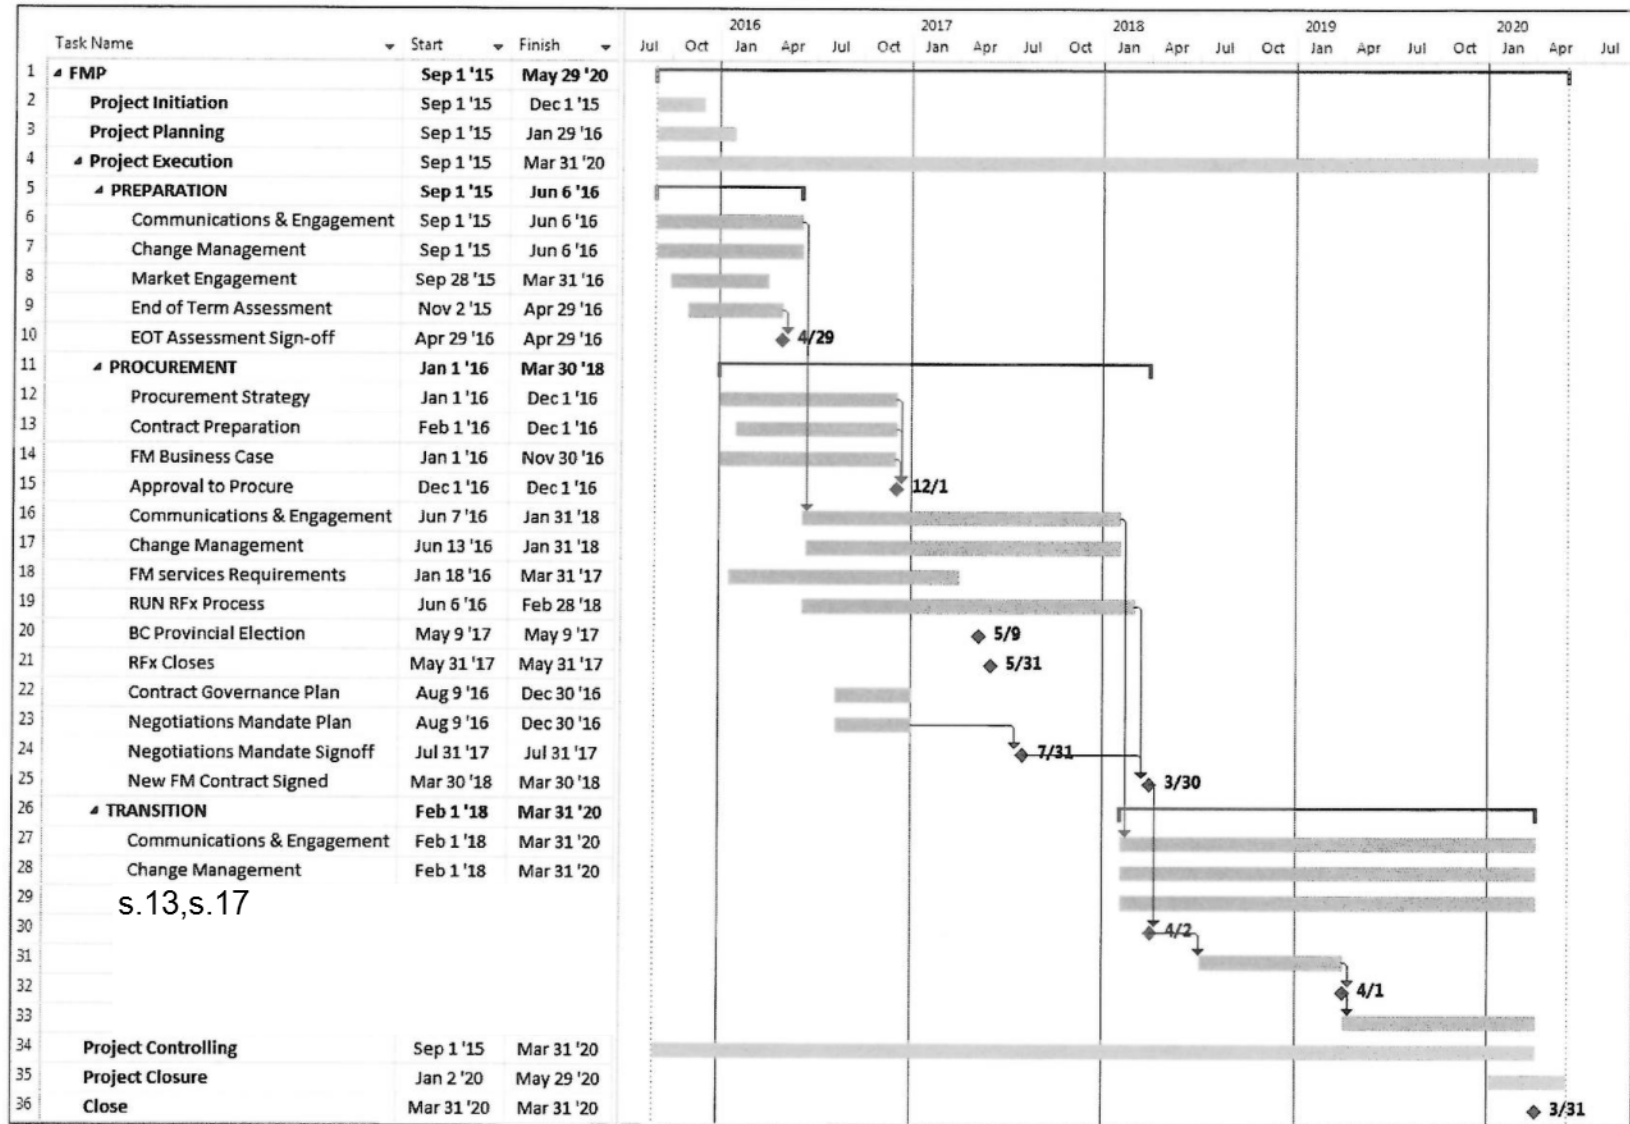 2016 2017 2018 2019 2020
Task Name Start Finish Jul Oct Jan Apr Jul Oct Jan Apr Jul Oct Jan Apr Jul Oct Jan Apr Jul Oct Jan Apr Jul
1 FMP Sep 1 '15 May 29 '20
2 Project Initiation Sep 1 '15 Dec 1 '15
3 Project Planning Sep 1 '15 Jan 29 '16
4 Project Execution Sep 1 '15 Mar 31 '20
5 PREPARATION Sep 1 '15 Jun 6 '16
6 Communications & Engagement Sep 1 '15 Jun 6 '16
7 Change Management Sep 1 '15 Jun 6 '16
8 Market Engagement Sep 28 '15 Mar 31 '16
9 End of Term Assessment Nov 2 '15 Apr 29 '16
10 EOT Assessment Sign-off Apr 29 '16 Apr 29 '16 4/29
11 PROCUREMENT Jan 1 '16 Mar 30 '18
12 Procurement Strategy Jan 1 '16 Dec 1 '16
13 Contract Preparation Feb 1 '16 Dec 1 '16
14 FM Business Case Jan 1 '16 Nov 30 '16
15 Approval to Procure Dec 1 '16 Dec 1 '16 12/1
16 Communications & Engagement Jun 7 '16 Jan 31 '18
17 Change Management Jun 13 '16 Jan 31 '18
18 FM services Requirements Jan 18 '16 Mar 31 '17
19 RUN RFx Process Jun 6 '16 Feb 28 '18
20 BC Provincial Election May 9 '17 May 9 '17 5/9
21 RFx Closes May 31 '17 May 31 '17 5/31
22 Contract Governance Plan Aug 9 '16 Dec 30 '16
23 Negotiations Mandate Plan Aug 9 '16 Dec 30 '16
24 Negotiations Mandate Signoff Jul 31 '17 Jul 31 '17 7/31
25 New FM Contract Signed Mar 30 '18 Mar 30 '18 3/30
26 TRANSITION Feb 1 '18 Mar 31 '20
27 Communications & Engagement Feb 1 '18 Mar 31 '20
28 Change Management Feb 1 '18 Mar 31 '20
29 s.13,s.17
30 4/2
31
32 4/1
33
34 Project Controlling Sep 1 '15 Mar 31 '20
35 Project Closure Jan 2 '20 May 29 '20
36 Close Mar 31 '20 Mar 31 '20 3/31